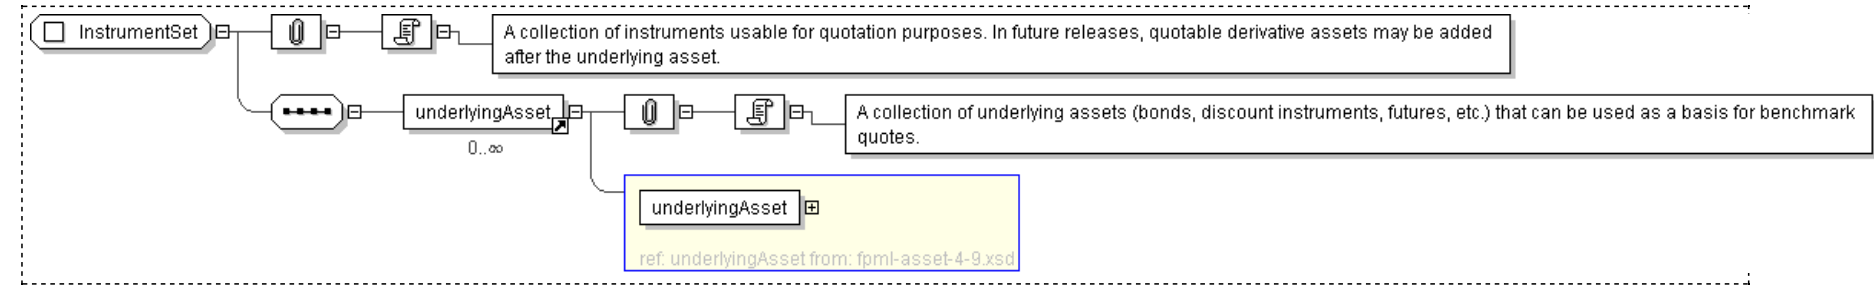 InstrumentSet
A collection of instruments usable for quotation purposes. In future releases, quotable derivative assets may be added
after the underlying asset.
underlyingAsset
0..∞
A collection of underlying assets (bonds, discount instruments, futures, etc.) that can be used as a basis for benchmark
quotes.
underlyingAsset
ref: underlyingAsset from: fpml-asset-4-9.xsd